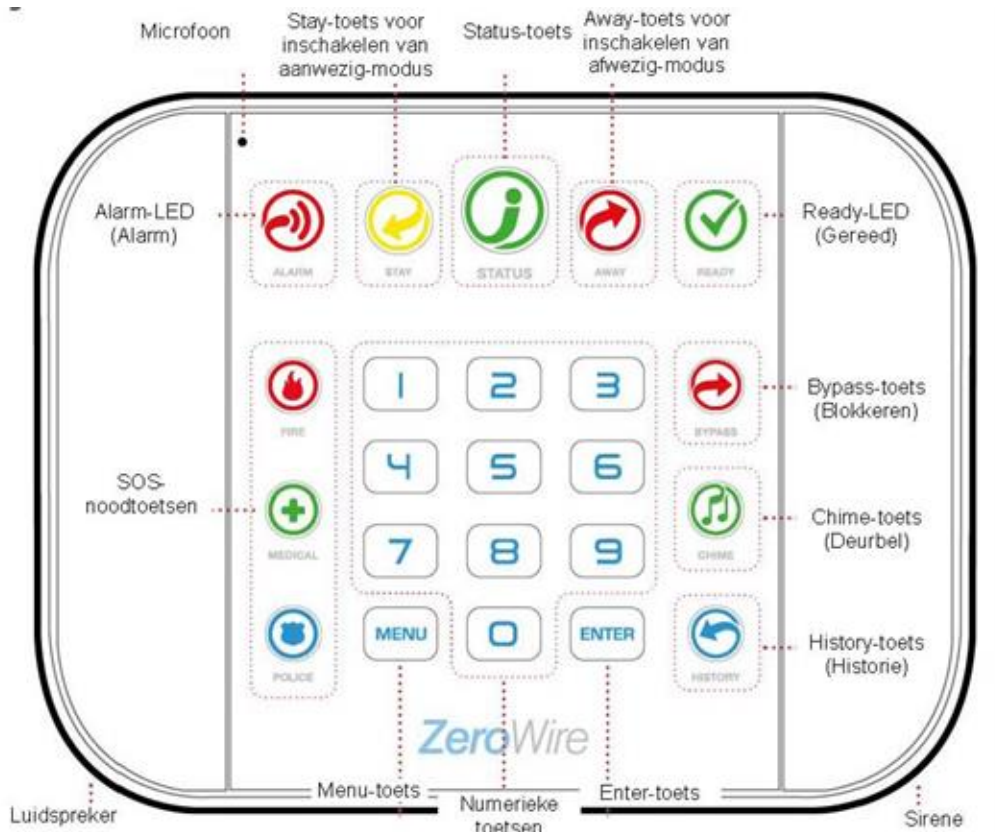 Microfoon
Stay-toets voor
inschakelen van
aanwezig-modus
Status-toets
Away-toets voor
inschakelen van
afwezig-modus
Alarm-LED
(Alarm)
ALARM
STAY
STATUS
AWAY
READY
Ready-LED
(Gereed)
FIRE
1
2
3
BYPASS
Bypass-toets
(Blokkeren)
SOS-
noodtoetsen
MEDICAL
4
5
6
CHIME
Chime-toets
(Deurbel)
7
8
9
POLICE
MENU
0
ENTER
HISTORY
History-toets
(Historie)
ZeroWire
Luidspreker
Menu-toets
Numerieke
toetsen
Enter-toets
Sirene